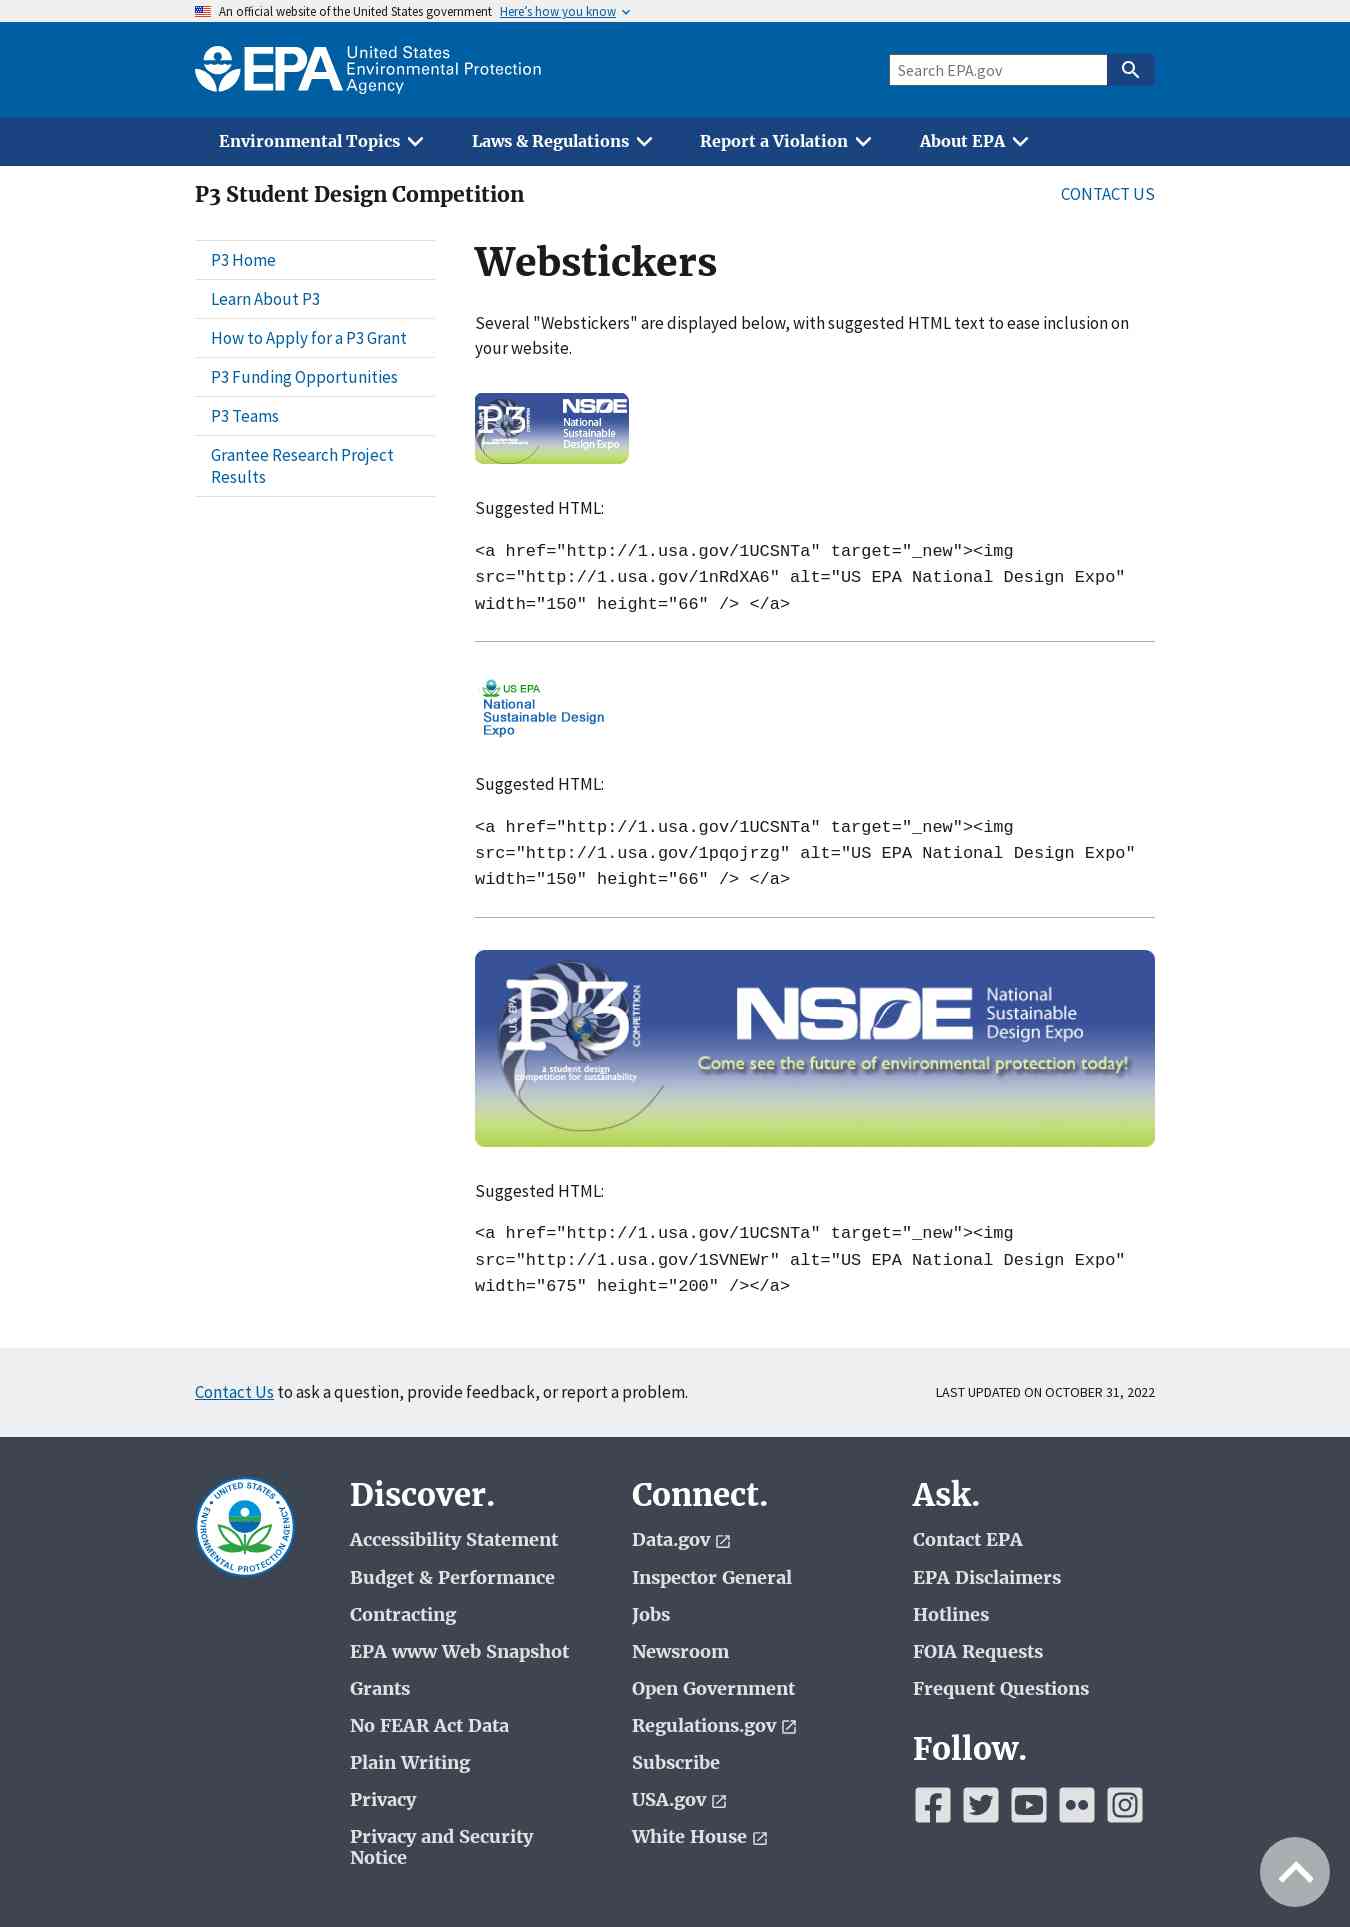 An official website of the United States government Here's how you know
EPA United States
Environmental Protection
Agency
Search EPA.gov
Environmental Topics
Laws & Regulations
Report a Violation
About EPA
P3 Student Design Competition
CONTACT US
P3 Home
Learn About P3
How to Apply for a P3 Grant
P3 Funding Opportunities
P3 Teams
Grantee Research Project
Results
Webstickers
Several "Webstickers" are displayed below, with suggested HTML text to ease inclusion on
your website.
P3
NSDE
National
Sustainable
Design Expo
Suggested HTML:
<a href="http://1.usa.gov/1UCSNTa" target="_new"><img
src="http://1.usa.gov/1nRdXA6" alt="US EPA National Design Expo"
width="150" height="66" /> </a>
US EPA
National
Sustainable Design
Expo
Suggested HTML:
<a href="http://1.usa.gov/1UCSNTa" target="_new"><img
src="http://1.usa.gov/1pqojrzg" alt="US EPA National Design Expo"
width="150" height="66" /> </a>
U.S. EPA
P3
COMPETITION
a student design
competition for sustainability
NSDE
National
Sustainable
Design Expo
Come see the future of environmental protection today!
Suggested HTML:
<a href="http://1.usa.gov/1UCSNTa" target="_new"><img
src="http://1.usa.gov/1SVNEWr" alt="US EPA National Design Expo"
width="675" height="200" /></a>
Contact Us to ask a question, provide feedback, or report a problem.
LAST UPDATED ON OCTOBER 31, 2022
UNITED STATES
ENVIRONMENTAL PROTECTION AGENCY
Discover.
Accessibility Statement
Budget & Performance
Contracting
EPA www Web Snapshot
Grants
No FEAR Act Data
Plain Writing
Privacy
Privacy and Security
Notice
Connect.
Data.gov
Inspector General
Jobs
Newsroom
Open Government
Regulations.gov
Subscribe
USA.gov
White House
Ask.
Contact EPA
EPA Disclaimers
Hotlines
FOIA Requests
Frequent Questions
Follow.